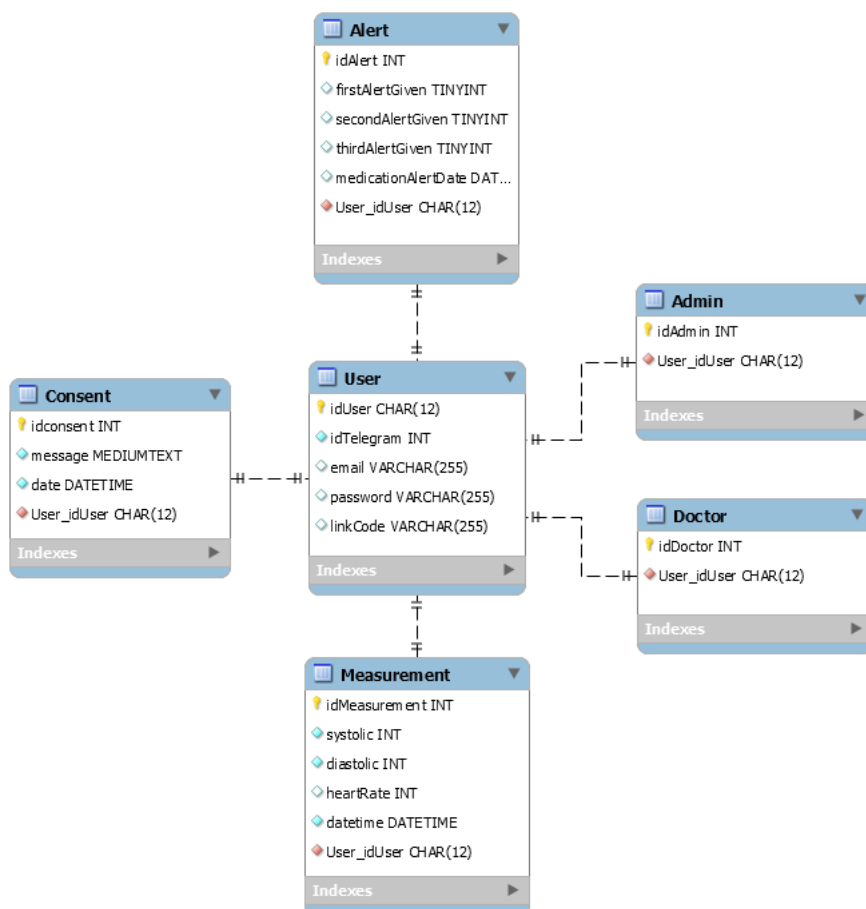 Alert
idAlert INT
firstAlertGiven TINYINT
secondAlertGiven TINYINT
thirdAlertGiven TINYINT
medicationAlertDate DAT...
User_idUser CHAR(12)
Indexes
Admin
idAdmin INT
User_idUser CHAR(12)
Indexes
User
idUser CHAR(12)
idTelegram INT
email VARCHAR(255)
password VARCHAR(255)
linkCode VARCHAR(255)
Indexes
Consent
idconsent INT
message MEDIUMTEXT
date DATETIME
User_idUser CHAR(12)
Indexes
Doctor
idDoctor INT
User_idUser CHAR(12)
Indexes
Measurement
idMeasurement INT
systolic INT
diastolic INT
heartRate INT
datetime DATETIME
User_idUser CHAR(12)
Indexes